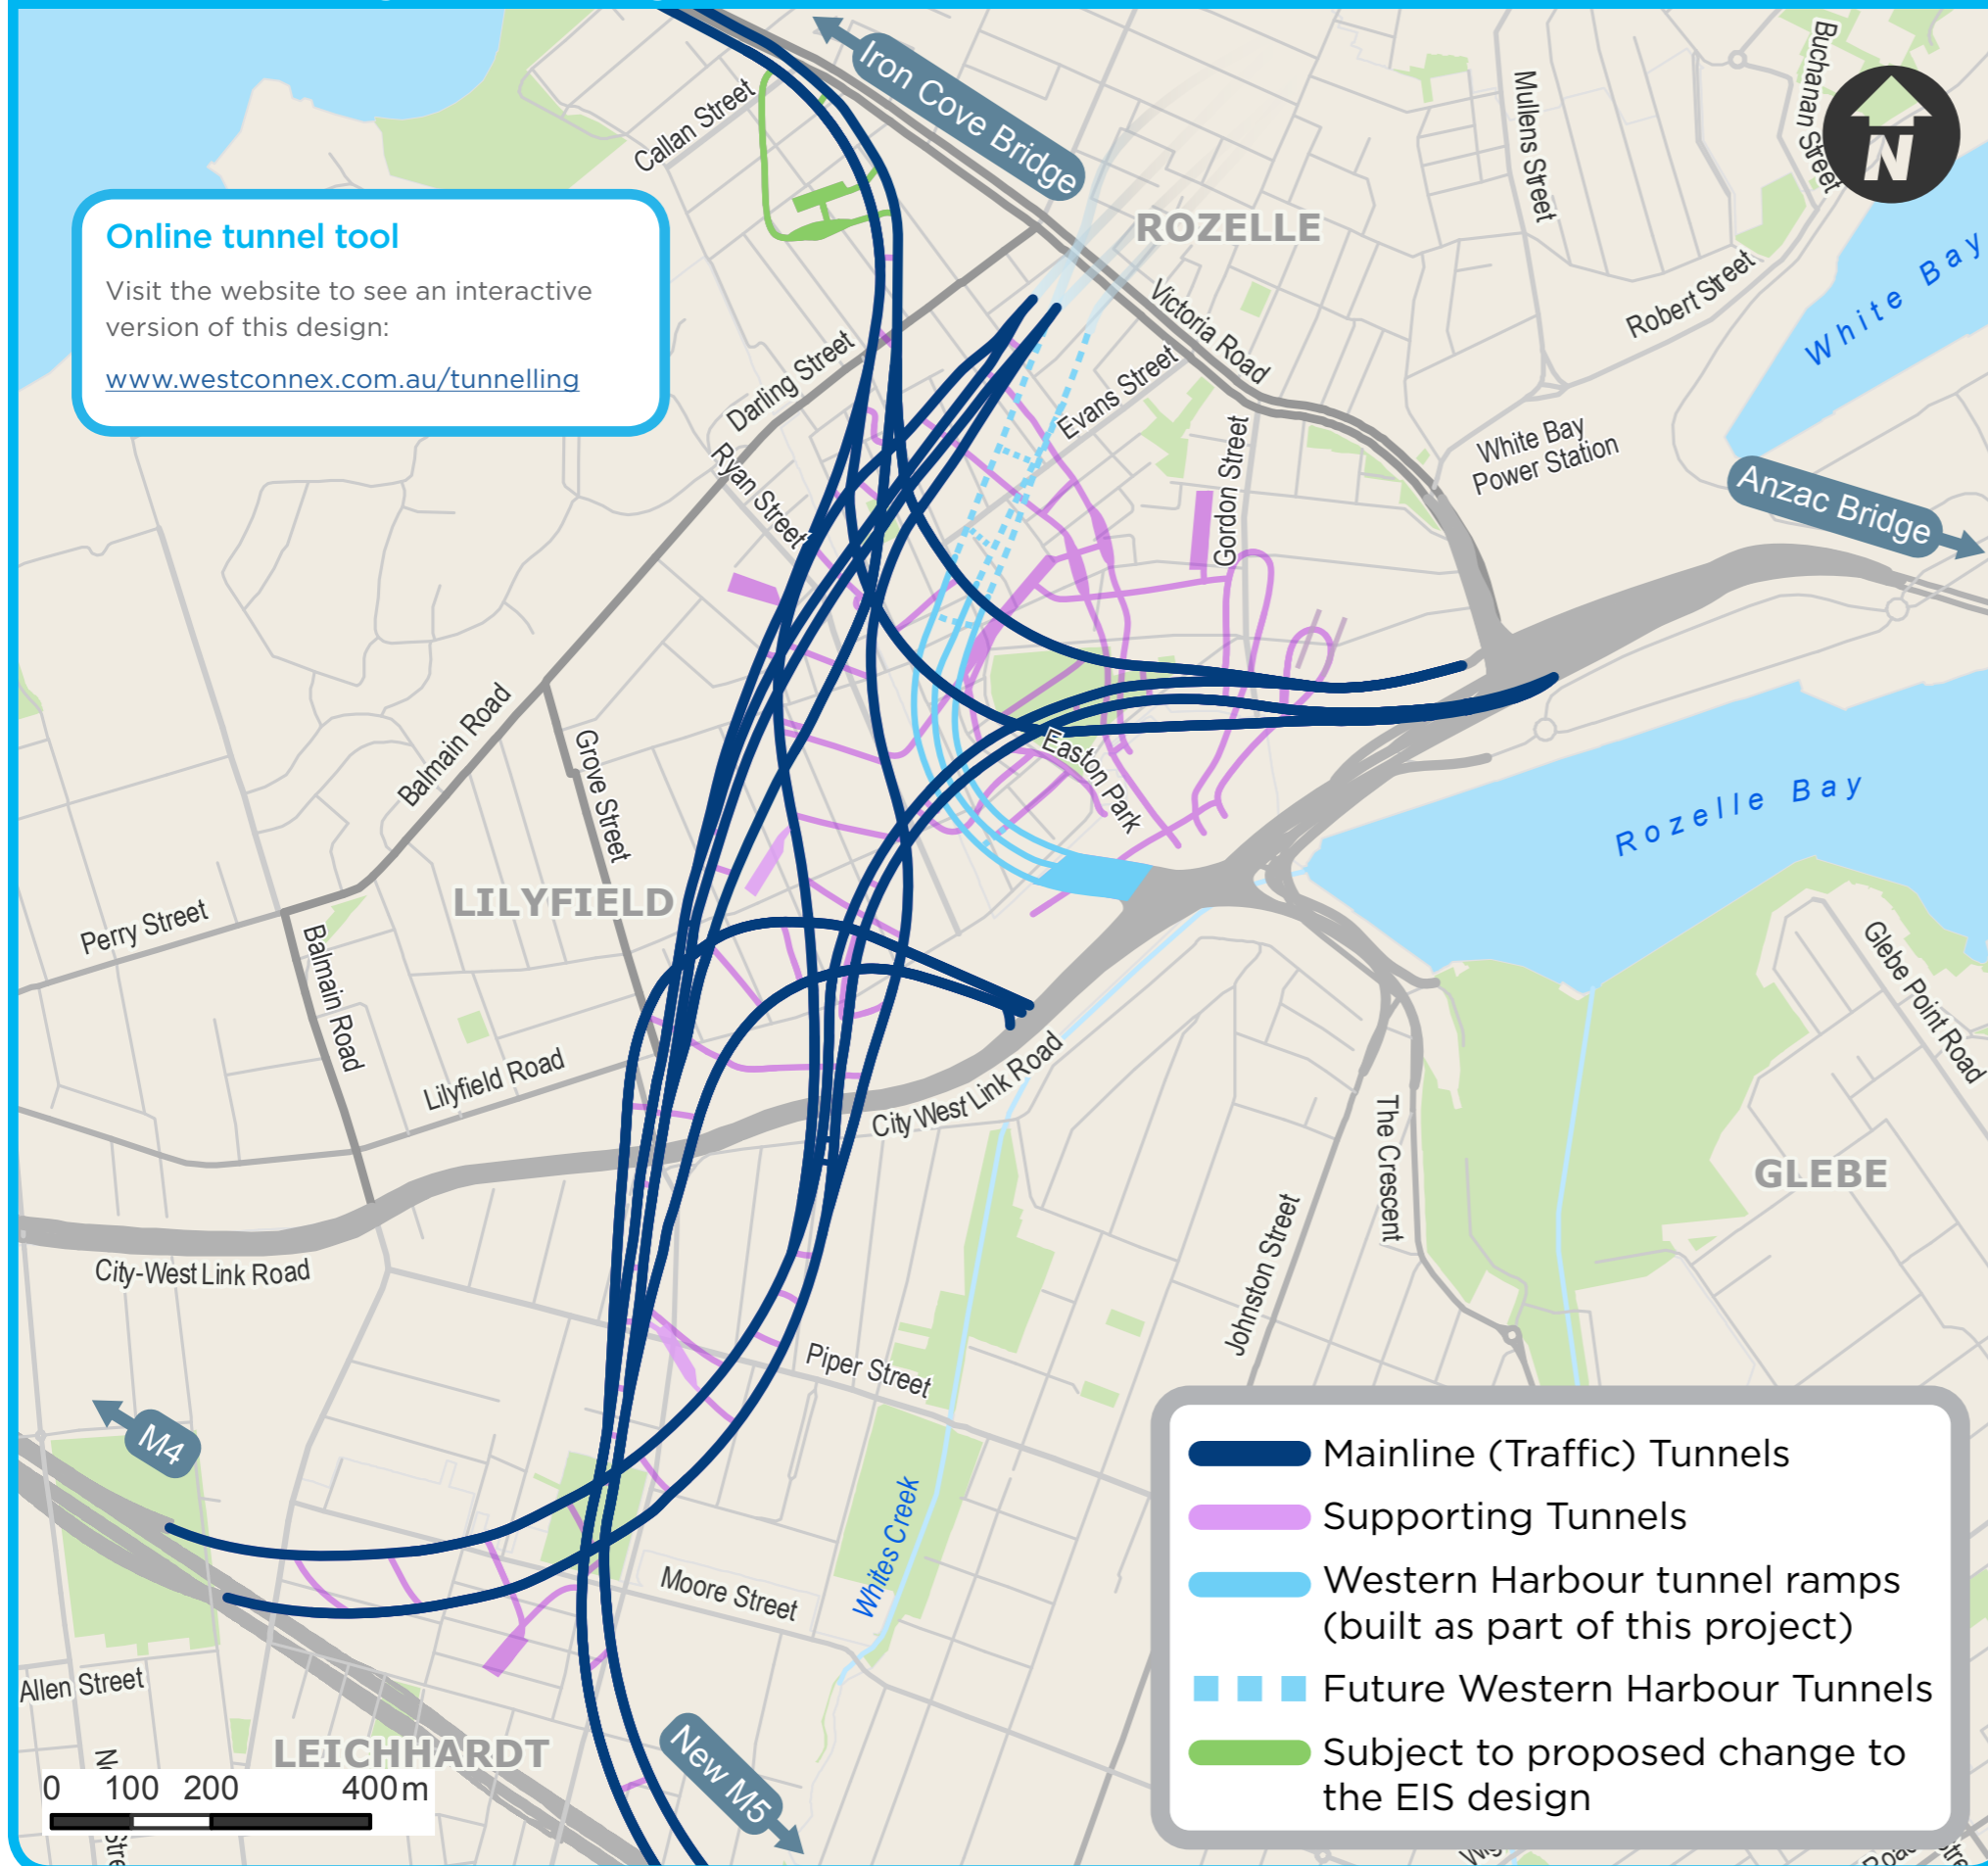 Iron Cove Bridge
Callan Street
Mullens Street
Buchanan Street
N
Online tunnel tool
Visit the website to see an interactive
version of this design:
www.westconnex.com.au/tunnelling
ROZELLE
White Bay
Robert Street
Victoria Road
Darling Street
Evans Street
Ryan Street
Gordon Street
White Bay
Power Station
Anzac Bridge
Balmain Road
Grove Street
Easton Park
Rozelle Bay
LILYFIELD
Perry Street
Balmain Road
Glebe Point Road
Lilyfield Road
City West Link Road
The Crescent
GLEBE
City-West Link Road
Johnston Street
Piper Street
M4
Whites Creek
Moore Street
Allen Street
LEICHHARDT
New M5
0 100 200 400 m
Mainline (Traffic) Tunnels
Supporting Tunnels
Western Harbour tunnel ramps
(built as part of this project)
Future Western Harbour Tunnels
Subject to proposed change to
the EIS design